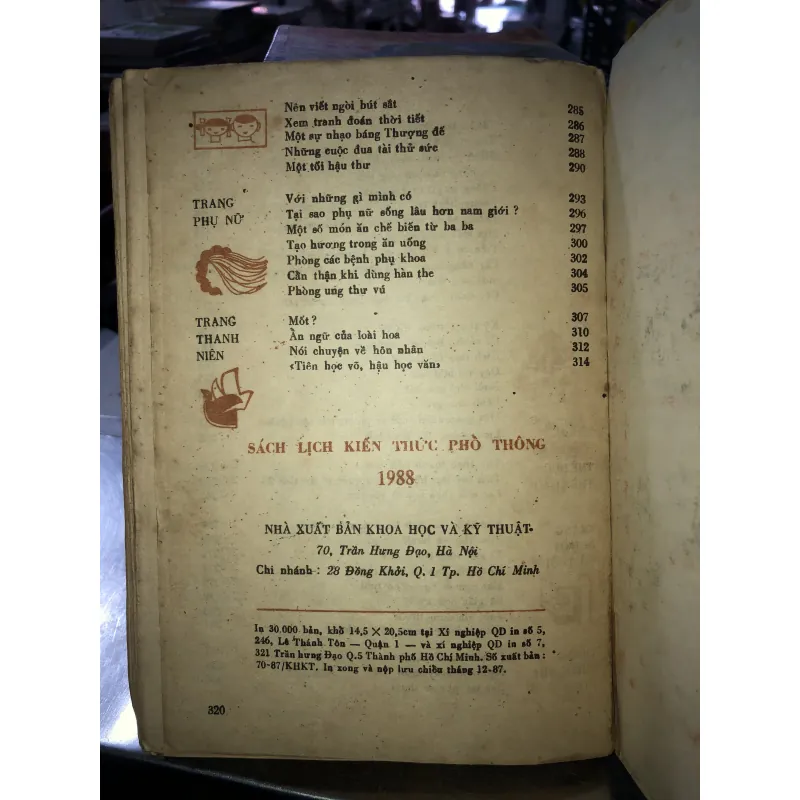 Nên viết ngòi bút sắt 285
Xem tranh đoán thời tiết 286
Một sự nhạo báng Thượng đế 287
Những cuộc đua tài thử sức 288
Một tối hậu thư 290
TRANG PHỤ NỮ
Với những gì mình có 293
Tại sao phụ nữ sống lâu hơn nam giới ? 296
Một số món ăn chế biến từ ba ba 297
Tạo hương trong ăn uống 300
Phòng các bệnh phụ khoa 302
Cẩn thận khi dùng hàn the 304
Phòng ung thư vú 305
TRANG THANH NIÊN
Mốt ? 307
Ẩn ngữ của loài hoa 310
Nói chuyện về hôn nhân 312
«Tiên học võ, hậu học văn» 314
SÁCH LỊCH KIẾN THỨC PHỔ THÔNG
1988
NHÀ XUẤT BẢN KHOA HỌC VÀ KỸ THUẬT
70, Trần Hưng Đạo, Hà Nội
Chi nhánh : 28 Đồng Khởi, Q. 1 Tp. Hồ Chí Minh
In 30.000 bản, khổ 14,5 × 20,5cm tại Xí nghiệp QD in số 5,
246, Lê Thánh Tôn — Quận 1 — và xí nghiệp QD in số 7,
321 Trần hưng Đạo Q.5 Thành phố Hồ Chí Minh. Số xuất bản :
70-87/KHKT. In xong và nộp lưu chiểu tháng 12-87.
320